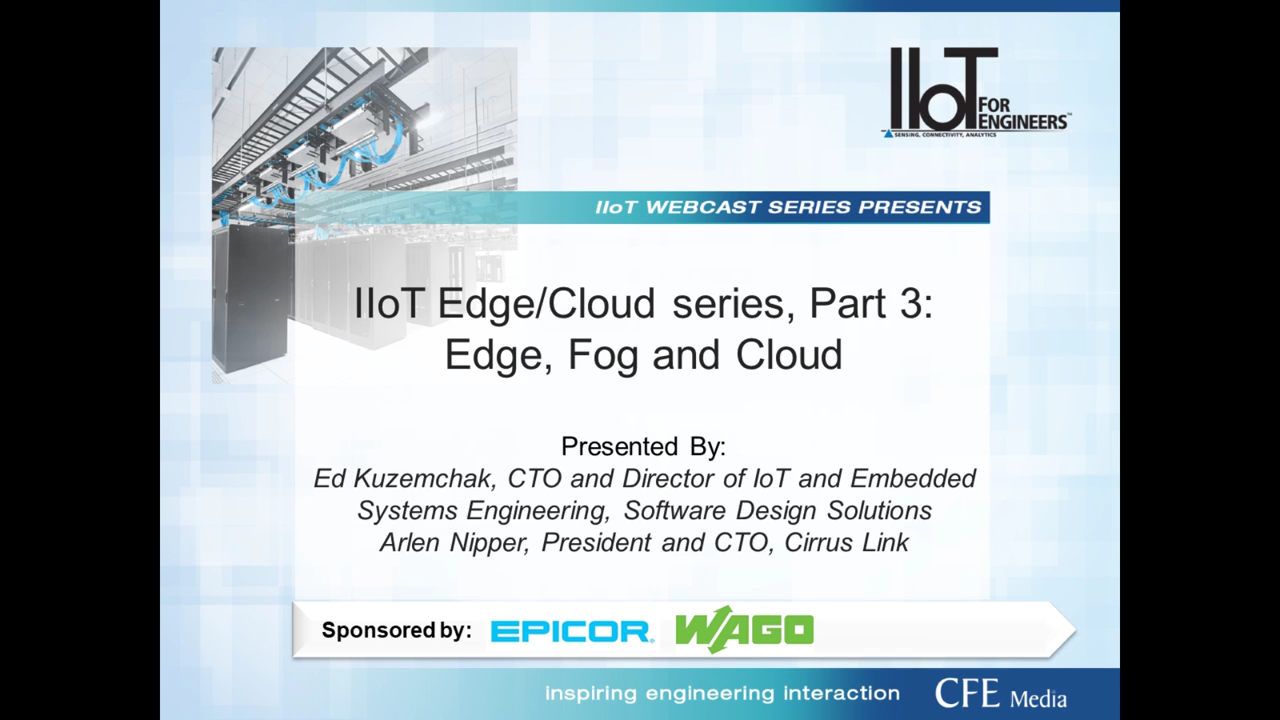 IIoT FOR ENGINEERS™
SENSING, CONNECTIVITY, ANALYTICS
IIoT WEBCAST SERIES PRESENTS
IIoT Edge/Cloud series, Part 3:
Edge, Fog and Cloud
Presented By:
Ed Kuzemchak, CTO and Director of IoT and Embedded
Systems Engineering, Software Design Solutions
Arlen Nipper, President and CTO, Cirrus Link
Sponsored by: EPICOR® WAGO
inspiring engineering interaction CFE Media